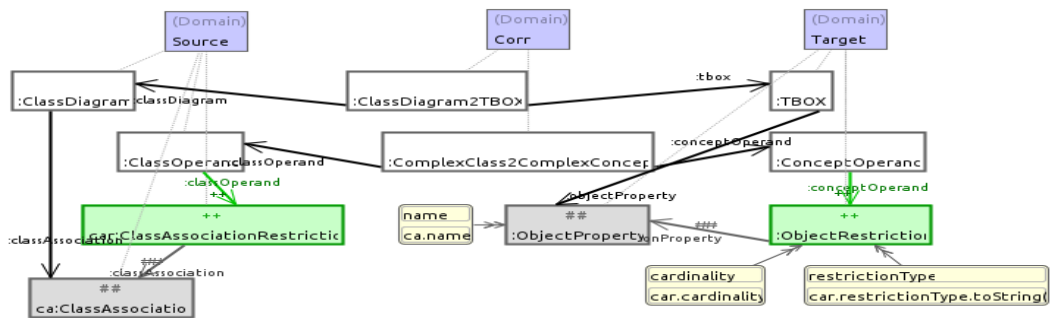 (Domain)
Source
(Domain)
Corr
(Domain)
Target
:ClassDiagram
:classDiagram
:ClassDiagram2TBOX
:tbox
:TBOX
:ClassOperand
:classOperand
:ComplexClass2ComplexConcep
:conceptOperand
:ConceptOperand
:classOperand
++
:objectProperty
:conceptOperand
++
++
car:ClassAssociationRestrictio
name
ca.name
##
:ObjectProperty
###
onProperty
++
:ObjectRestriction
:classAssociation
###
:classAssociation
##
ca:ClassAssociatio
cardinality
car.cardinality
restrictionType
car.restrictionType.toString(